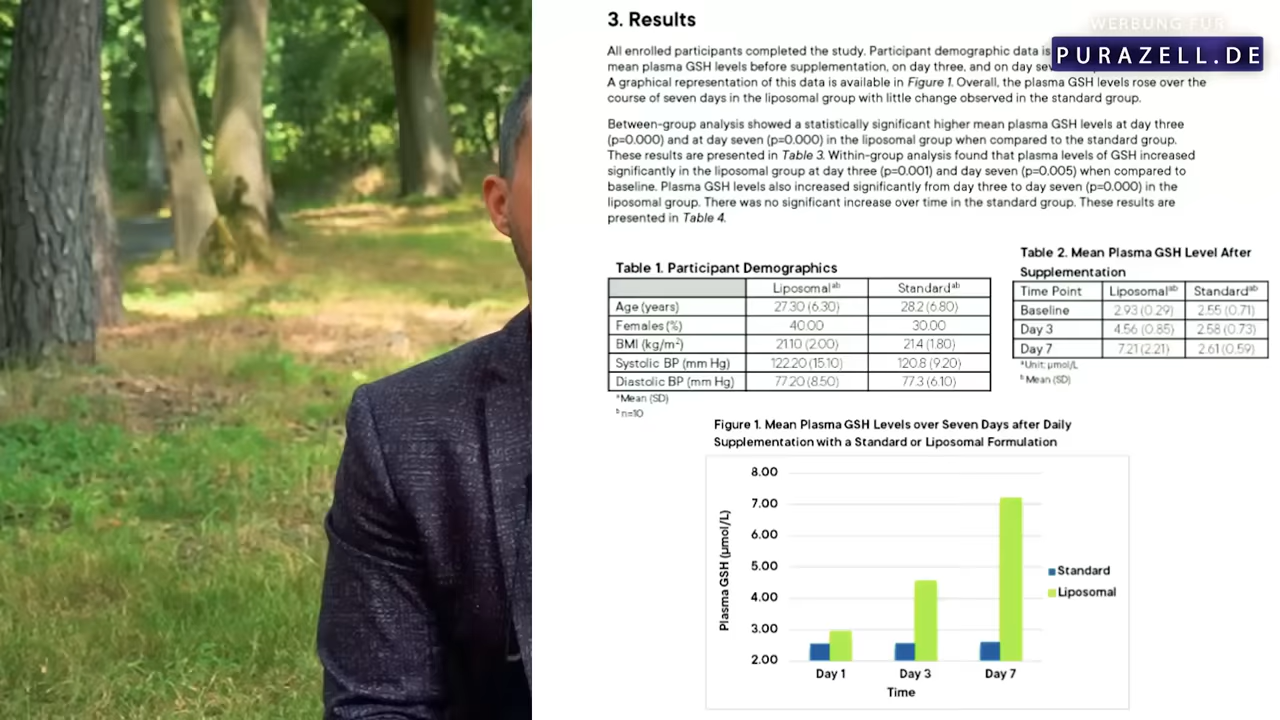 3. Results
WERBUNG FÜR
PURAZELL.DE
All enrolled participants completed the study. Participant demographic data is
mean plasma GSH levels before supplementation, on day three, and on day
A graphical representation of this data is available in Figure 1. Overall, the plasma GSH levels rose over the
course of seven days in the liposomal group with little change observed in the standard group.
Between-group analysis showed a statistically significant higher mean plasma GSH levels at day three
(p=0.000) and at day seven (p=0.000) in the liposomal group when compared to the standard group.
These results are presented in Table 3. Within-group analysis found that plasma levels of GSH increased
significantly in the liposomal group at day three (p=0.001) and day seven (p=0.005) when compared to
baseline. Plasma GSH levels also increased significantly from day three to day seven (p=0.000) in the
liposomal group. There was no significant increase over time in the standard group. These results are
presented in Table 4.
Table 1. Participant Demographics
Liposomalᵃᵇ Standardᵃᵇ
Age (years) 27.30 (6.30) 28.2 (6.80)
Females (%) 40.00 30.00
BMI (kg/m²) 21.10 (2.00) 21.4 (1.80)
Systolic BP (mm Hg) 122.20 (15.10) 120.8 (9.20)
Diastolic BP (mm Hg) 77.20 (8.50) 77.3 (6.10)
ᵃMean (SD)
ᵇn=10
Table 2. Mean Plasma GSH Level After
Supplementation
Time Point Liposomalᵃᵇ Standardᵃᵇ
Baseline 2.93 (0.29) 2.55 (0.71)
Day 3 4.56 (0.85) 2.58 (0.73)
Day 7 7.21 (2.21) 2.61 (0.59)
ᵃUnit: µmol/L
ᵇMean (SD)
Figure 1. Mean Plasma GSH Levels over Seven Days after Daily
Supplementation with a Standard or Liposomal Formulation
Plasma GSH (µmol/L)
8.00
7.00
6.00
5.00
4.00
3.00
2.00
Standard
Liposomal
Day 1 Day 3 Day 7
Time